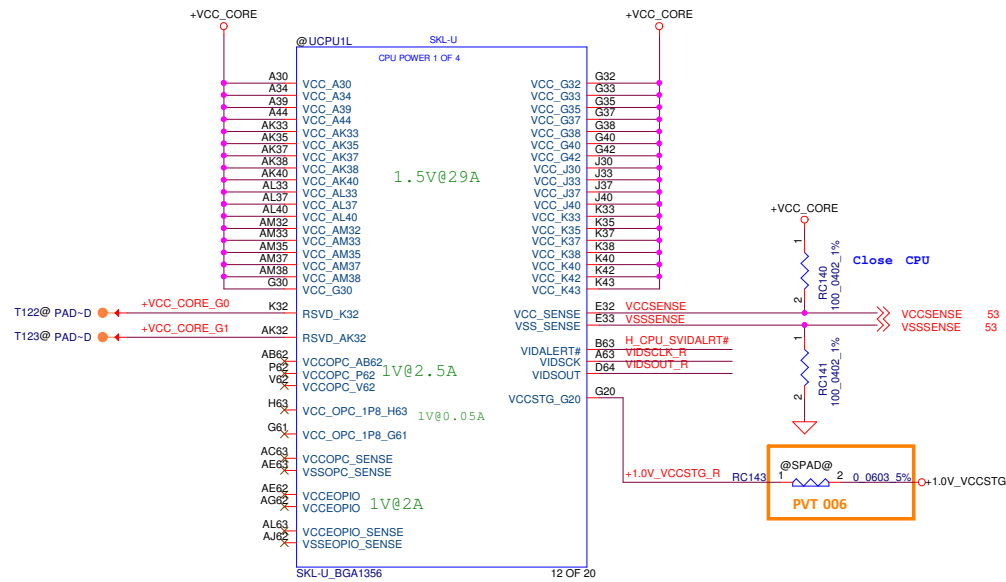 +VCC_CORE
+VCC_CORE
@ UCPU1L
SKL-U
CPU POWER 1 OF 4
A30 VCC_A30
A34 VCC_A34
A39 VCC_A39
A44 VCC_A44
AK33 VCC_AK33
AK35 VCC_AK35
AK37 VCC_AK37
AK38 VCC_AK38
AK40 VCC_AK40
AL33 VCC_AL33
AL37 VCC_AL37
AL40 VCC_AL40
AM32 VCC_AM32
AM33 VCC_AM33
AM35 VCC_AM35
AM37 VCC_AM37
AM38 VCC_AM38
G30 VCC_G30
T122@ PAD~D +VCC_CORE_G0 K32 RSVD_K32
T123@ PAD~D +VCC_CORE_G1 AK32 RSVD_AK32
AB62 VCCOPC_AB62
P62 VCCOPC_P62
V62 VCCOPC_V62
H63 VCC_OPC_1P8_H63
G61 VCC_OPC_1P8_G61
AC63 VCCOPC_SENSE
AE63 VSSOPC_SENSE
AE62 VCCEOPIO
AG62 VCCEOPIO
AL63 VCCEOPIO_SENSE
AJ62 VSSEOPIO_SENSE
1.5V@29A
1V@2.5A
1V@0.05A
1V@2A
VCC_G32 G32
VCC_G33 G33
VCC_G35 G35
VCC_G37 G37
VCC_G38 G38
VCC_G40 G40
VCC_G42 G42
VCC_J30 J30
VCC_J33 J33
VCC_J37 J37
VCC_J40 J40
VCC_K33 K33
VCC_K35 K35
VCC_K37 K37
VCC_K38 K38
VCC_K40 K40
VCC_K42 K42
VCC_K43 K43
VCC_SENSE E32 VCCSENSE
VSS_SENSE E33 VSSSENSE
VIDALERT# B63 H_CPU_SVIDALRT#
VIDSCK A63 VIDSCLK_R
VIDSOUT D64 VIDSOUT_R
VCCSTG_G20 G20
+VCC_CORE
1
2
RC140
100_0402_1%
Close CPU
VCCSENSE 53
VSSSENSE 53
1
2
RC141
100_0402_1%
+1.0V_VCCSTG_R RC143 1 @SPAD@ 2 0_0603_5% +1.0V_VCCSTG
PVT 006
SKL-U_BGA1356
12 OF 20